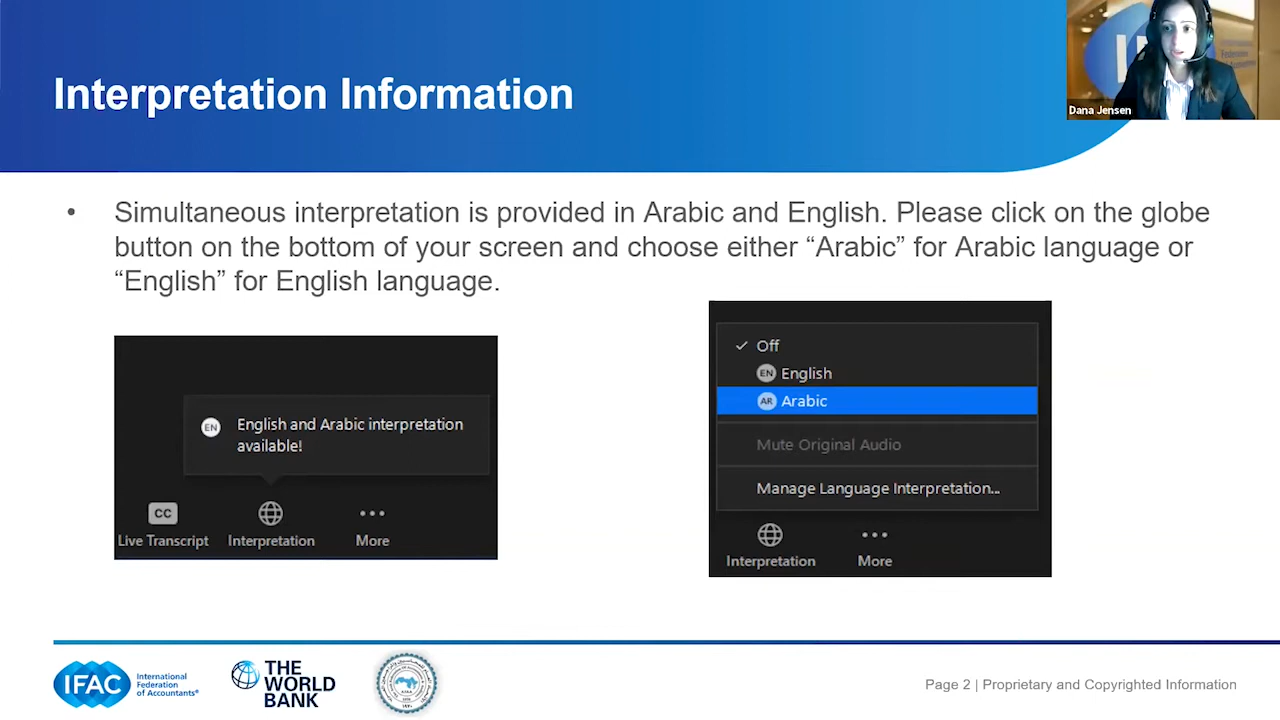 Interpretation Information
Dana Jensen
• Simultaneous interpretation is provided in Arabic and English. Please click on the globe
button on the bottom of your screen and choose either “Arabic” for Arabic language or
“English” for English language.
EN English and Arabic interpretation
available!
CC
Live Transcript Interpretation More
Off
EN English
AR Arabic
Mute Original Audio
Manage Language Interpretation...
Interpretation More
IFAC International
Federation
of Accountants®
THE
WORLD
BANK
Page 2 | Proprietary and Copyrighted Information